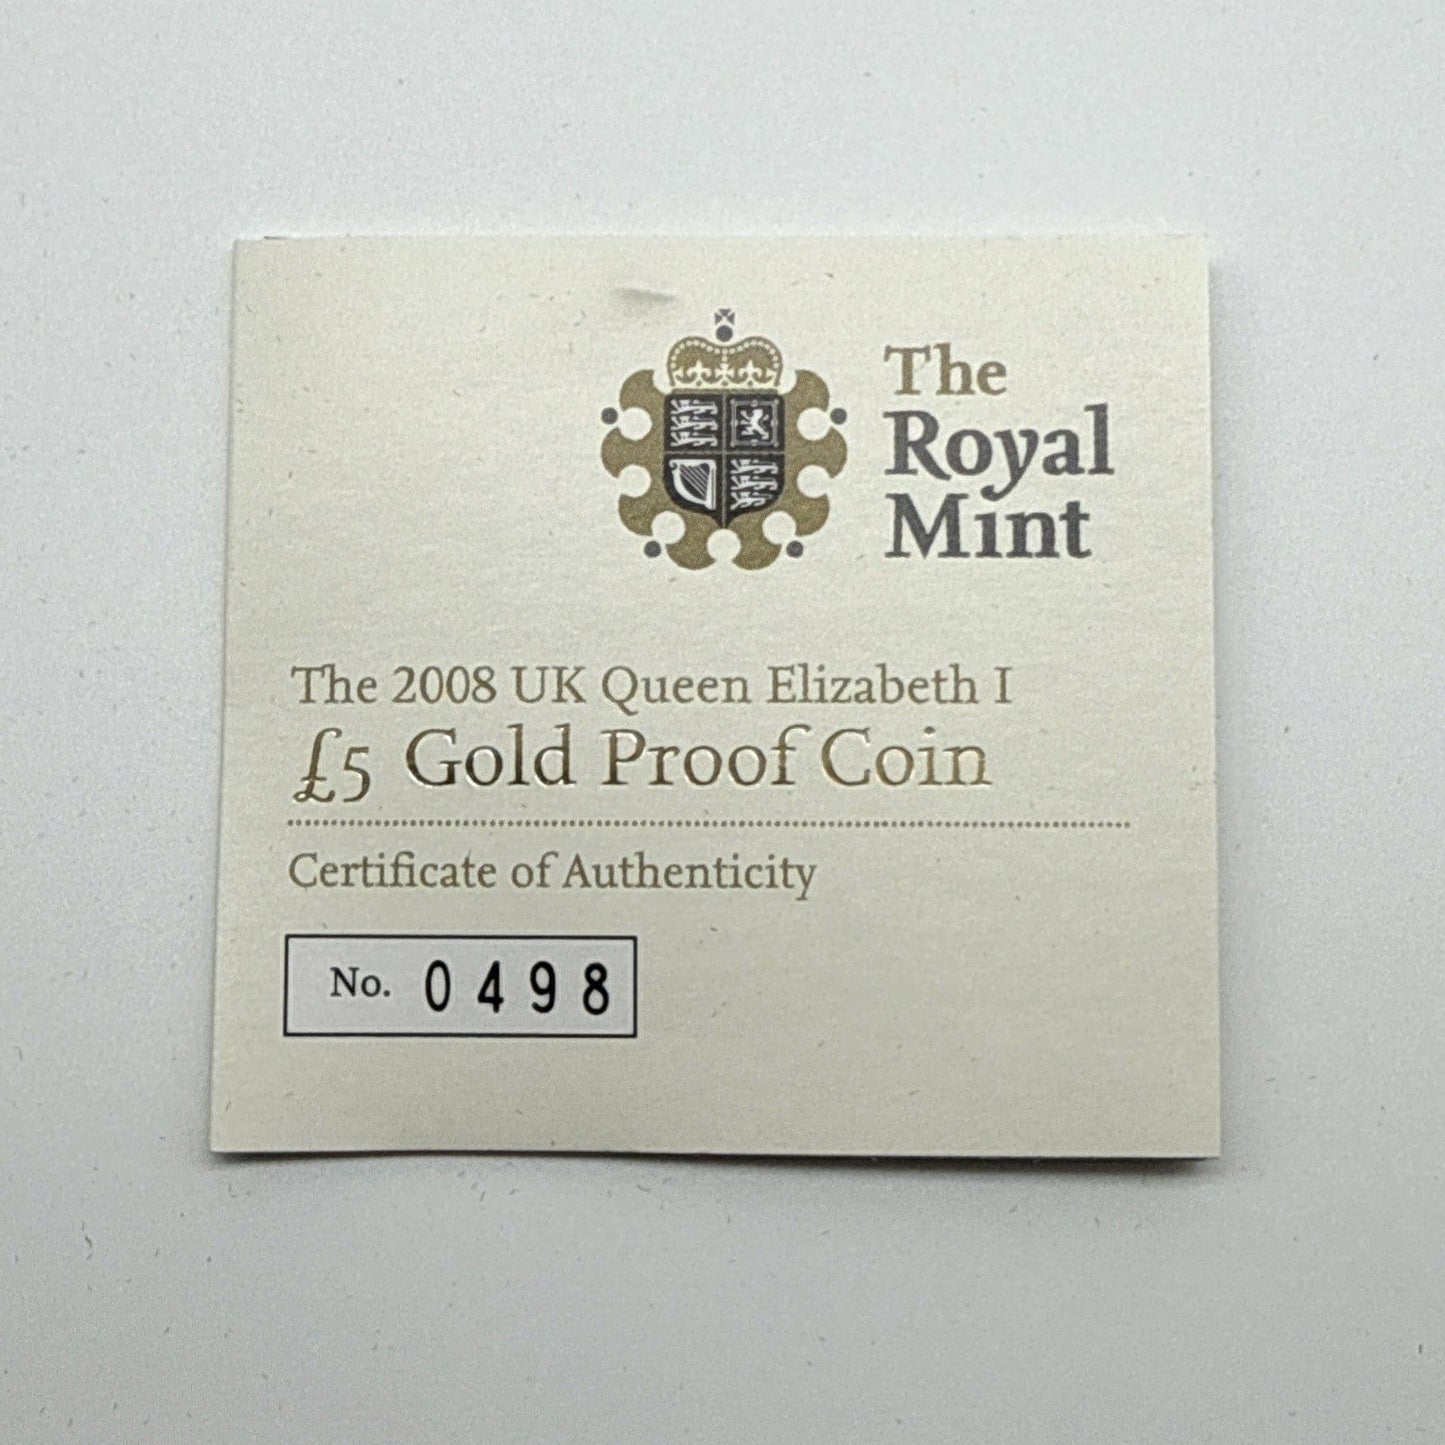 The
Royal
Mint
The 2008 UK Queen Elizabeth I
£5 Gold Proof Coin
Certificate of Authenticity
No. 0498